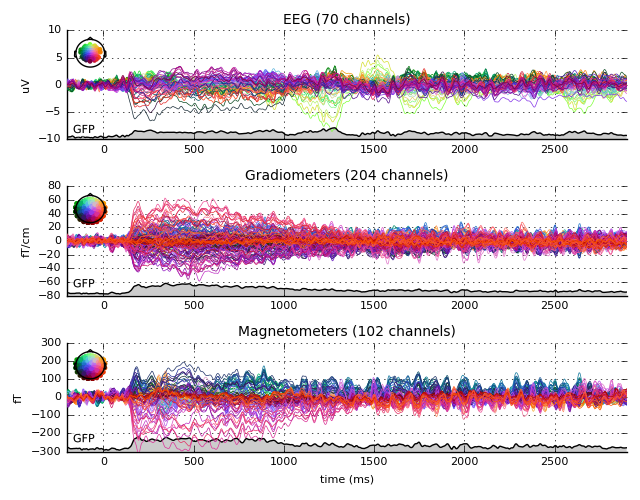 EEG (70 channels)
10
5
0
−5
−10
uV
GFP
0 500 1000 1500 2000 2500
Gradiometers (204 channels)
80
60
40
20
0
−20
−40
−60
−80
fT/cm
GFP
0 500 1000 1500 2000 2500
Magnetometers (102 channels)
300
200
100
0
−100
−200
−300
fT
GFP
0 500 1000 1500 2000 2500
time (ms)